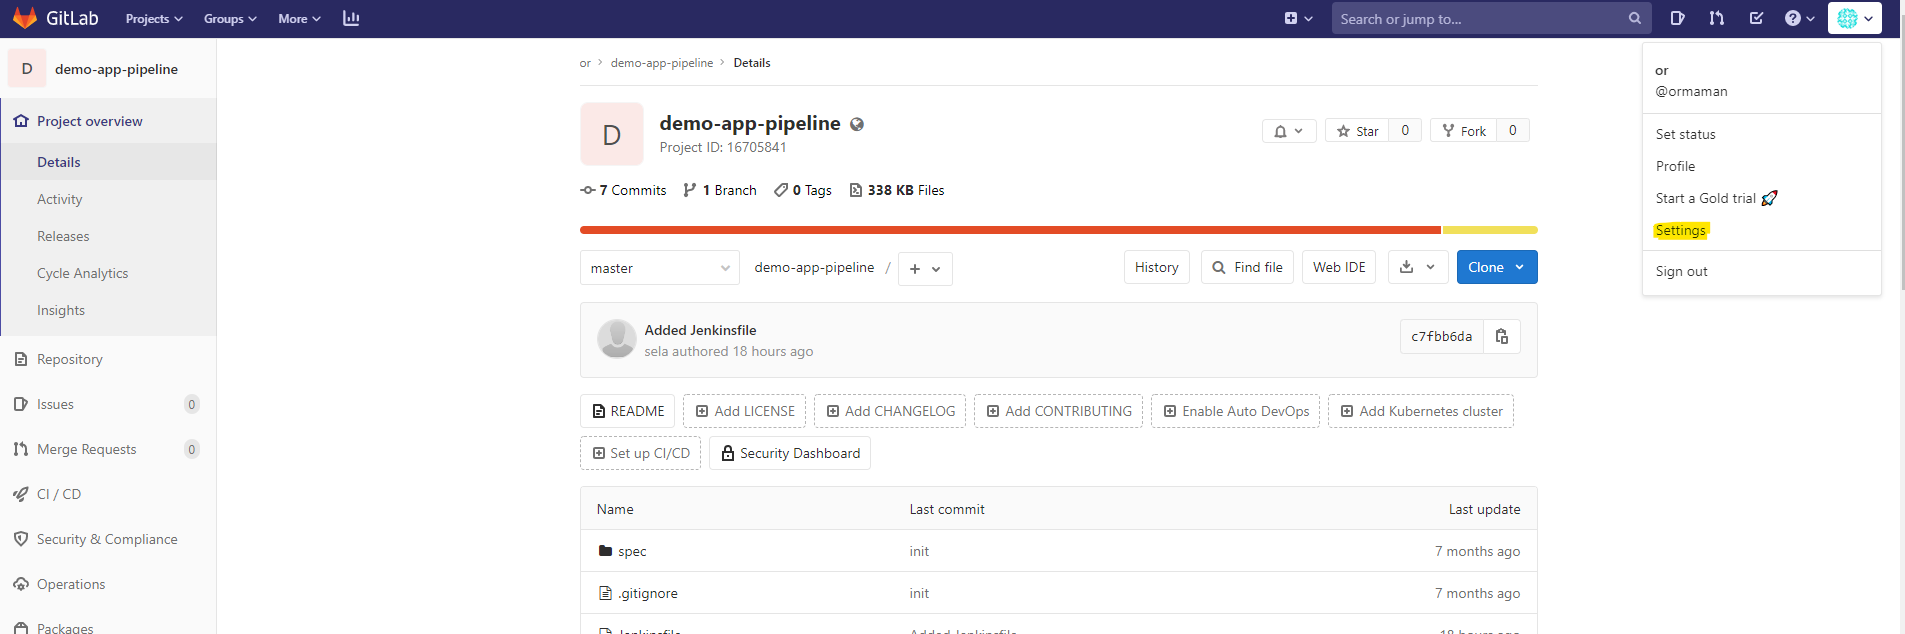 GitLab Projects Groups More Search or jump to...
D demo-app-pipeline
Project overview
Details
Activity
Releases
Cycle Analytics
Insights
Repository
Issues 0
Merge Requests 0
CI / CD
Security & Compliance
Operations
Packages
or > demo-app-pipeline > Details
D
demo-app-pipeline
Project ID: 16705841
Star 0 Fork 0
7 Commits 1 Branch 0 Tags 338 KB Files
master demo-app-pipeline / + History Find file Web IDE Clone
Added Jenkinsfile
sela authored 18 hours ago
c7fbb6da
README Add LICENSE Add CHANGELOG Add CONTRIBUTING Enable Auto DevOps Add Kubernetes cluster
Set up CI/CD Security Dashboard
Name Last commit Last update
spec init 7 months ago
.gitignore init 7 months ago
Jenkinsfile Added Jenkinsfile 18 hours ago
or
@ormaman
Set status
Profile
Start a Gold trial
Settings
Sign out